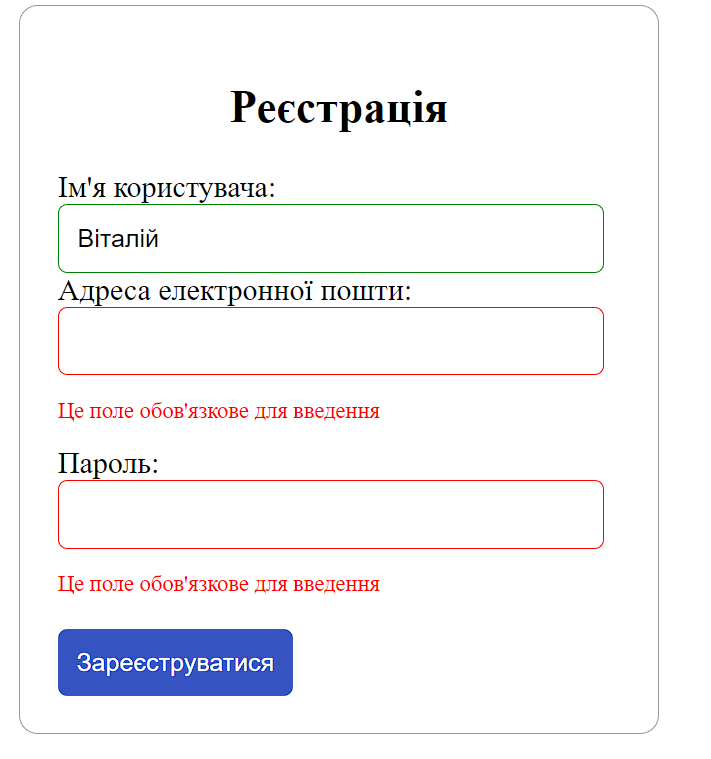 Реєстрація
Ім'я користувача:
Віталій
Адреса електронної пошти:
Це поле обов'язкове для введення
Пароль:
Це поле обов'язкове для введення
Зареєструватися